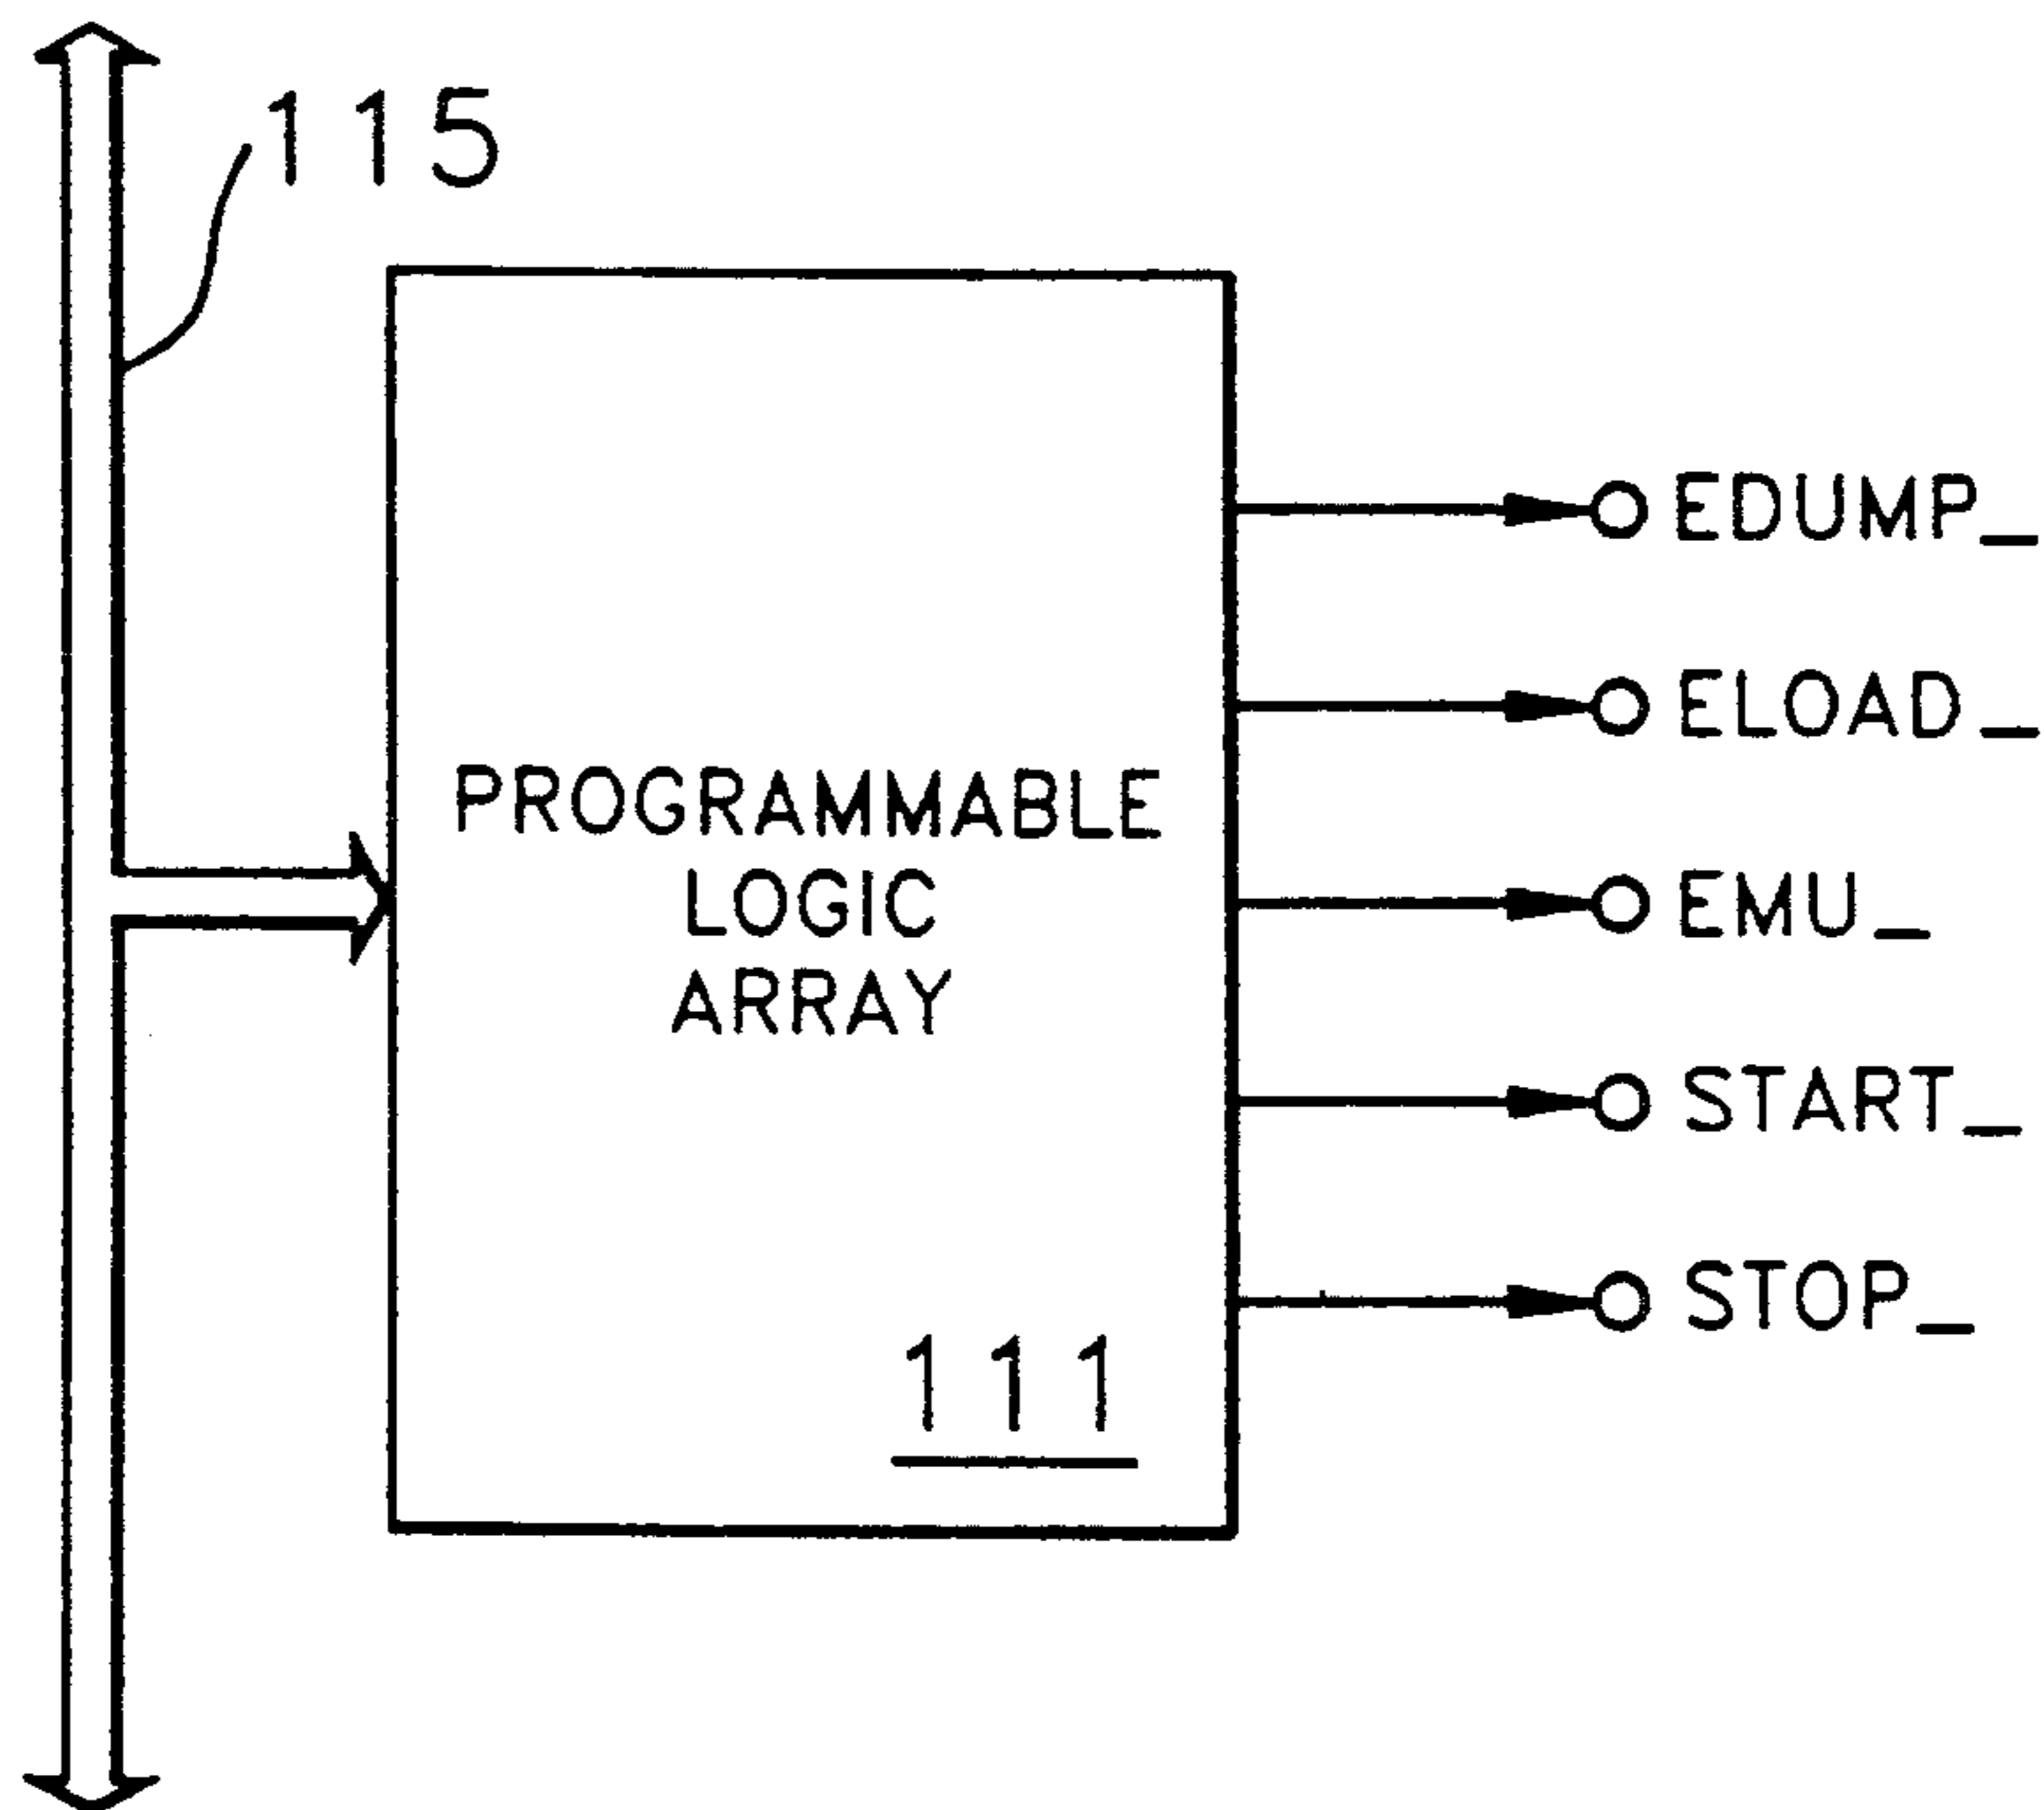 115
EDUMP_
ELOAD_
PROGRAMMABLE
LOGIC
ARRAY
EMU_
START_
STOP_
111